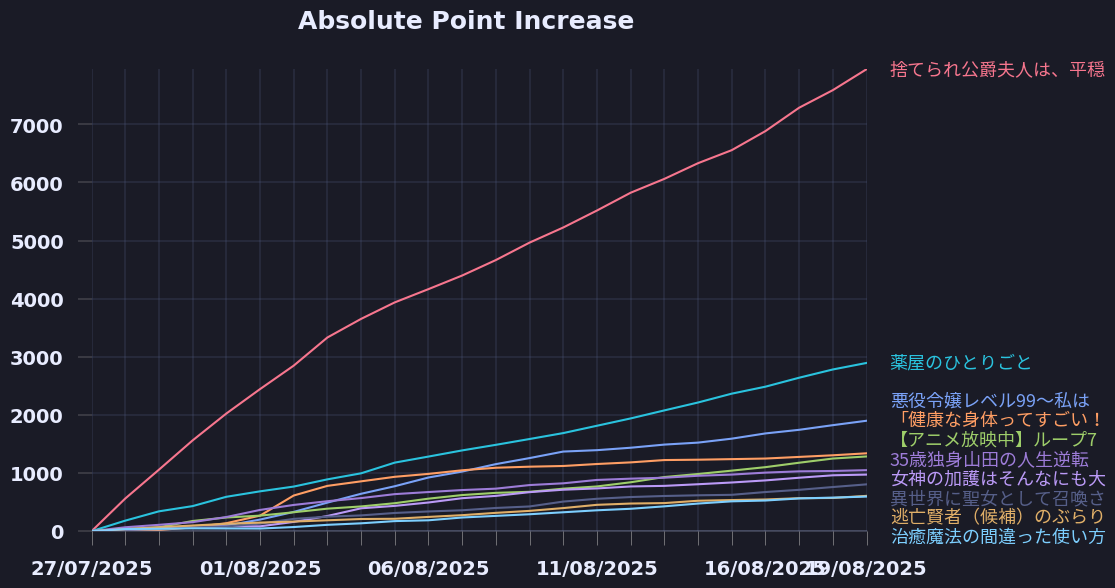 Absolute Point Increase
捨てられ公爵夫人は、平穏
7000
6000
5000
4000
3000
薬屋のひとりごと
悪役令嬢レベル99〜私は
2000
「健康な身体ってすごい！
【アニメ放映中】ループ7
35歳独身山田の人生逆転
1000
女神の加護はそんなにも大
異世界に聖女として召喚さ
逃亡賢者（候補）のぶらり
0
治癒魔法の間違った使い方
27/07/2025
01/08/2025
06/08/2025
11/08/2025
16/08/2025
19/08/2025